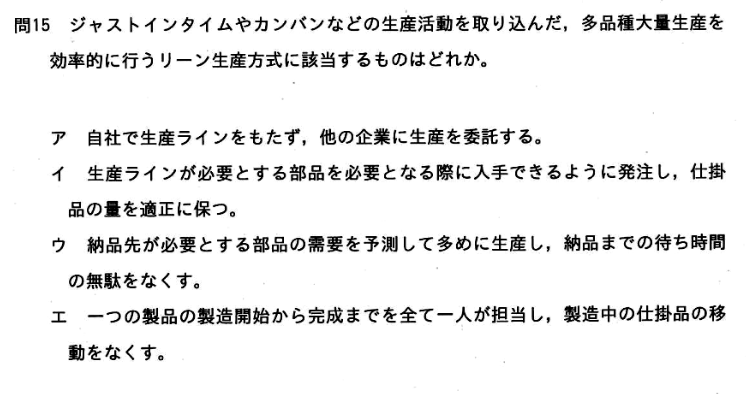 問15 ジャストインタイムやカンバンなどの生産活動を取り込んだ，多品種大量生産を
効率的に行うリーン生産方式に該当するものはどれか。
ア 自社で生産ラインをもたず，他の企業に生産を委託する。
イ 生産ラインが必要とする部品を必要となる際に入手できるように発注し，仕掛
品の量を適正に保つ。
ウ 納品先が必要とする部品の需要を予測して多めに生産し，納品までの待ち時間
の無駄をなくす。
エ 一つの製品の製造開始から完成までを全て一人が担当し，製造中の仕掛品の移
動をなくす。